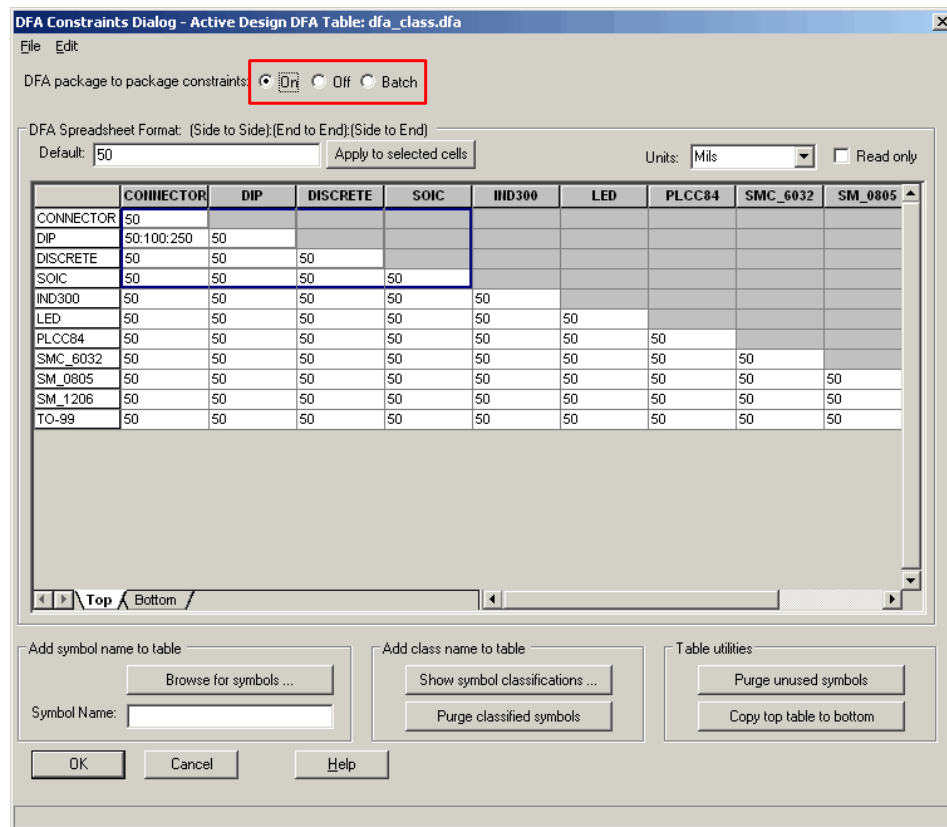 DFA Constraints Dialog - Active Design DFA Table: dfa_class.dfa
File Edit
DFA package to package constraints: On Off Batch
DFA Spreadsheet Format: (Side to Side):(End to End):(Side to End)
Default: 50 Apply to selected cells Units: Mils Read only
CONNECTOR DIP DISCRETE SOIC IND300 LED PLCC84 SMC_6032 SM_0805
CONNECTOR 50
DIP 50:100:250 50
DISCRETE 50 50 50
SOIC 50 50 50 50
IND300 50 50 50 50 50
LED 50 50 50 50 50 50
PLCC84 50 50 50 50 50 50 50
SMC_6032 50 50 50 50 50 50 50 50
SM_0805 50 50 50 50 50 50 50 50 50
SM_1206 50 50 50 50 50 50 50 50 50
TO-99 50 50 50 50 50 50 50 50 50
Top Bottom
Add symbol name to table Add class name to table Table utilities
Browse for symbols ... Show symbol classifications ... Purge unused symbols
Symbol Name: Purge classified symbols Copy top table to bottom
OK Cancel Help